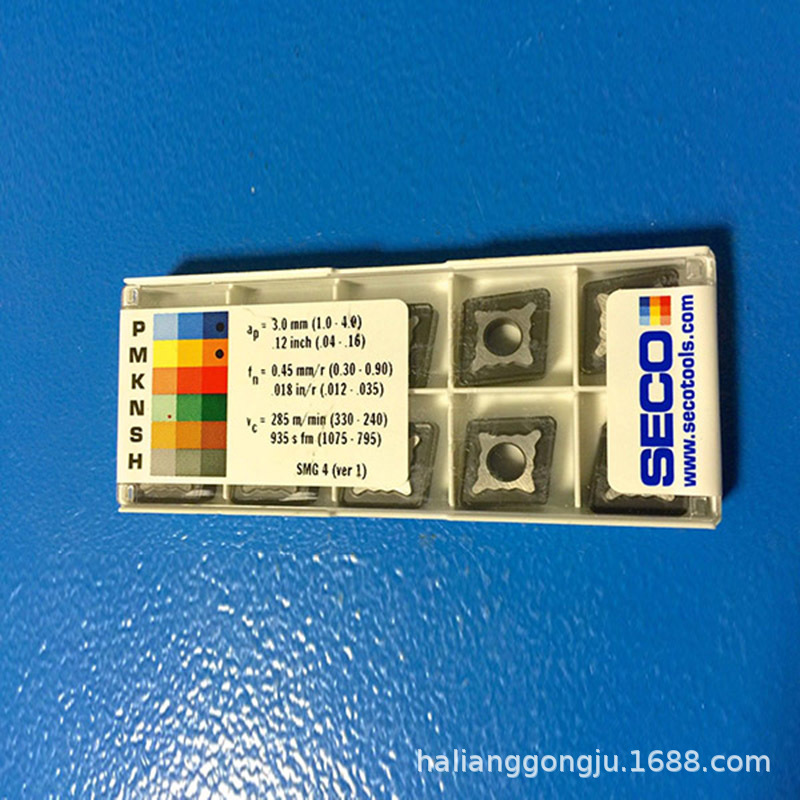 P
M
K
N
S
H
ap = 3.0 mm (1.0 - 4.0)
.12 inch (.04 - .16)
fn = 0.45 mm/r (0.30 - 0.90)
.018 in/r (.012 - .035)
vc = 285 m/min (330 - 240)
935 s fm (1075 - 795)
SMG 4 (ver 1)
SECO
www.secotools.com
halianggongju.1688.com